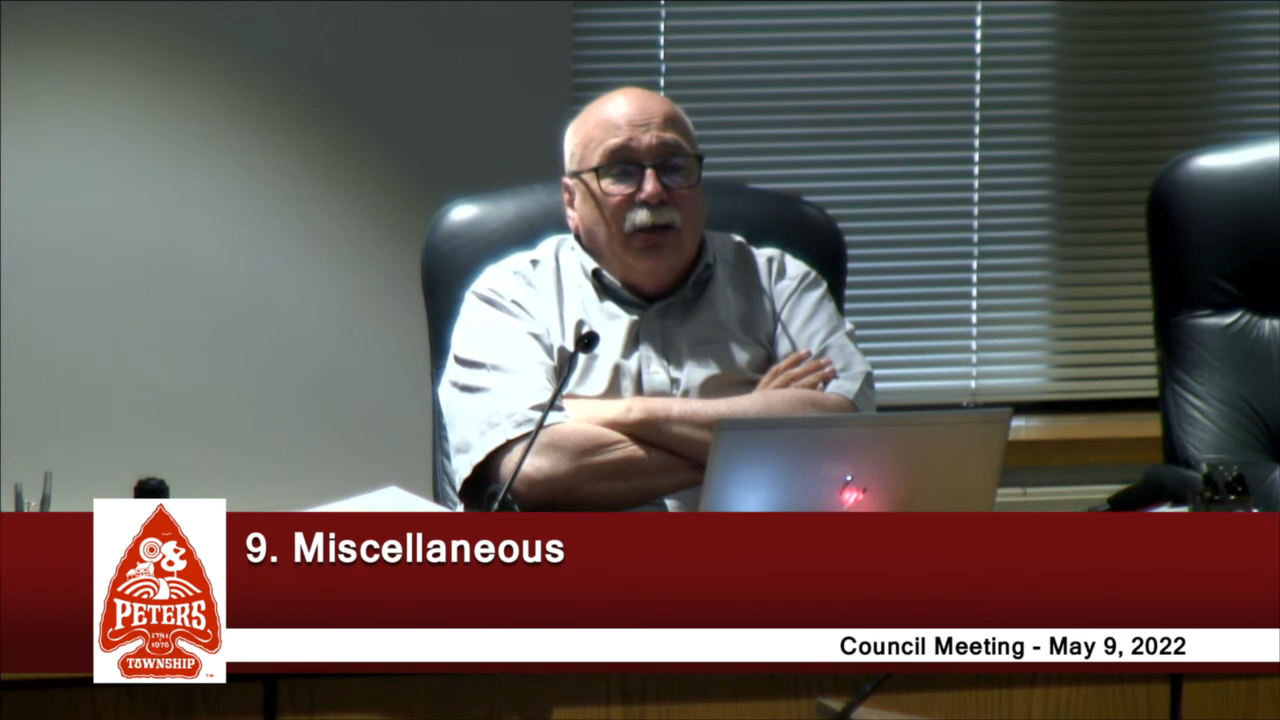 9. Miscellaneous
PETERS
1781
1976
TOWNSHIP
Council Meeting - May 9, 2022